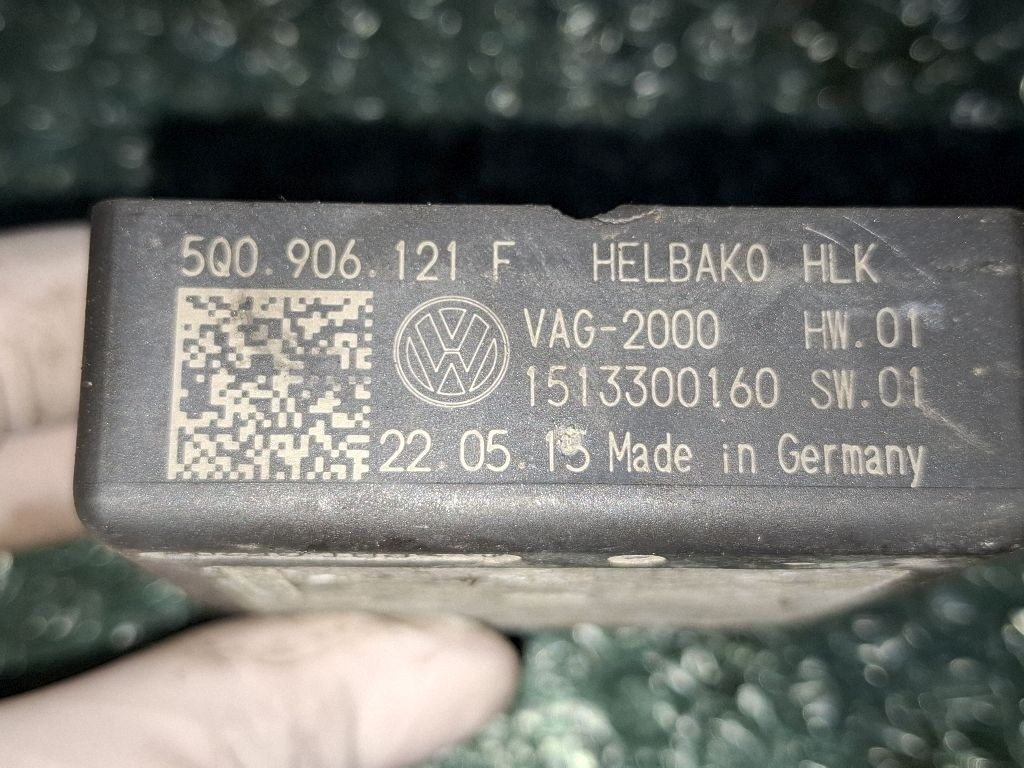 5Q0.906.121 F HELBAKO HLK
VAG-2000 HW.01
1513300160 SW.01
22.05.15 Made in Germany